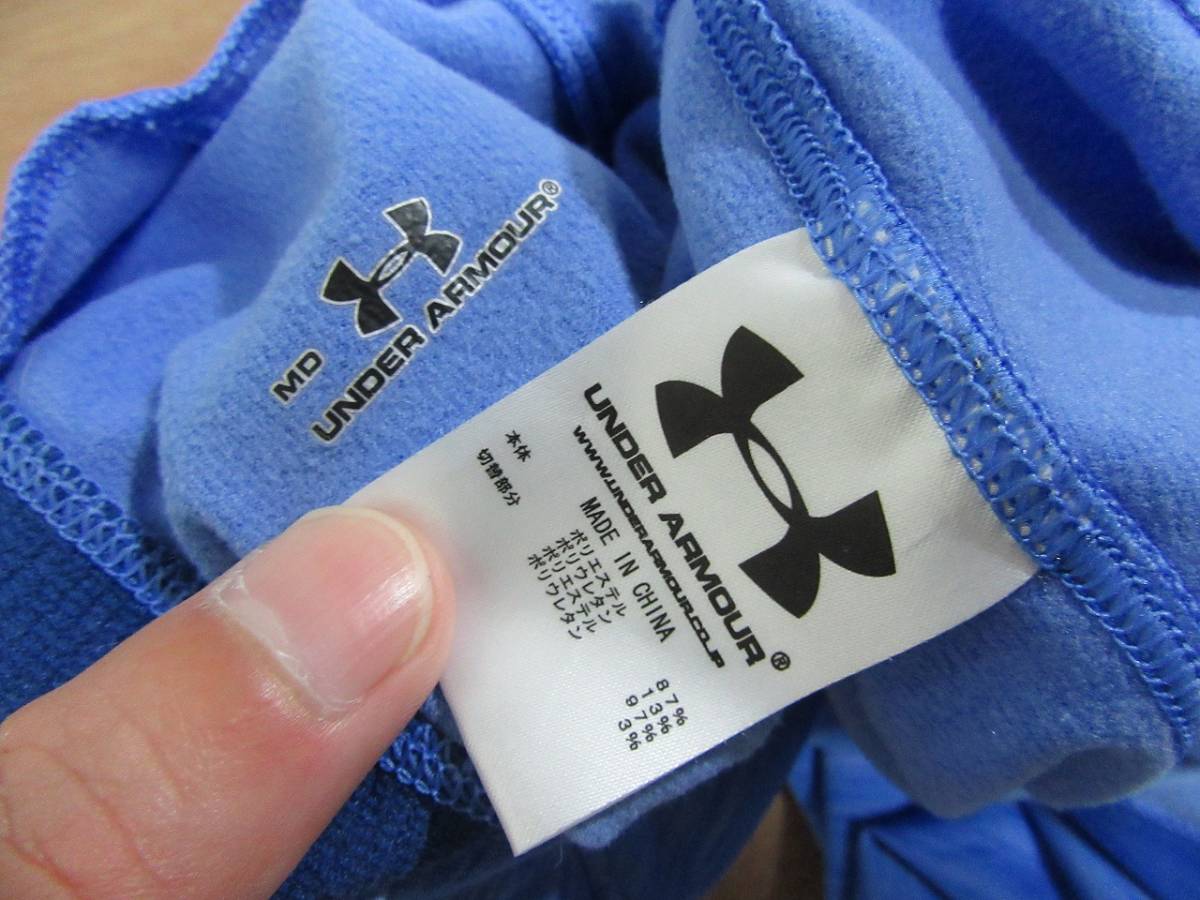 MD
UNDER ARMOUR®
UNDER ARMOUR®
WWW.UNDERARMOUR.CO.JP
MADE IN CHINA
本体 ポリエステル 87%
ポリウレタン 13%
切替部分 ポリエステル 97%
ポリウレタン 3%